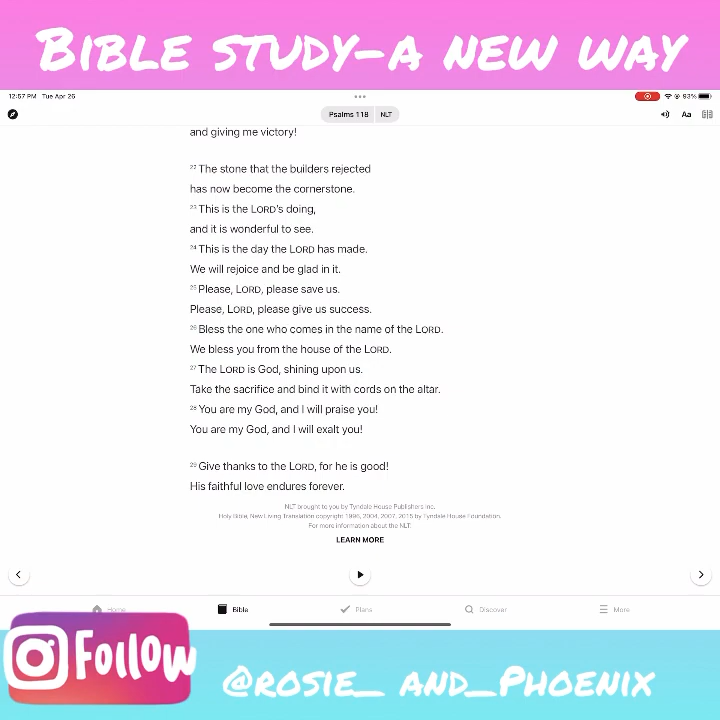 BIBLE STUDY-A NEW WAY
12:57 PM Tue Apr 26
93%
Psalms 118 NLT
AA
and giving me victory!
22 The stone that the builders rejected
has now become the cornerstone.
23 This is the LORD's doing,
and it is wonderful to see.
24 This is the day the LORD has made.
We will rejoice and be glad in it.
25 Please, LORD, please save us.
Please, LORD, please give us success.
26 Bless the one who comes in the name of the LORD.
We bless you from the house of the LORD.
27 The LORD is God, shining upon us.
Take the sacrifice and bind it with cords on the altar.
28 You are my God, and I will praise you!
You are my God, and I will exalt you!
29 Give thanks to the LORD, for he is good!
His faithful love endures forever.
NLT brought to you by Tyndale House Publishers Inc.
Holy Bible, New Living Translation copyright 1996, 2004, 2007, 2015 by Tyndale House Foundation.
For more information about the NLT.
LEARN MORE
Home Bible Plans Discover More
Follow
@ROSIE_ AND_PHOENIX